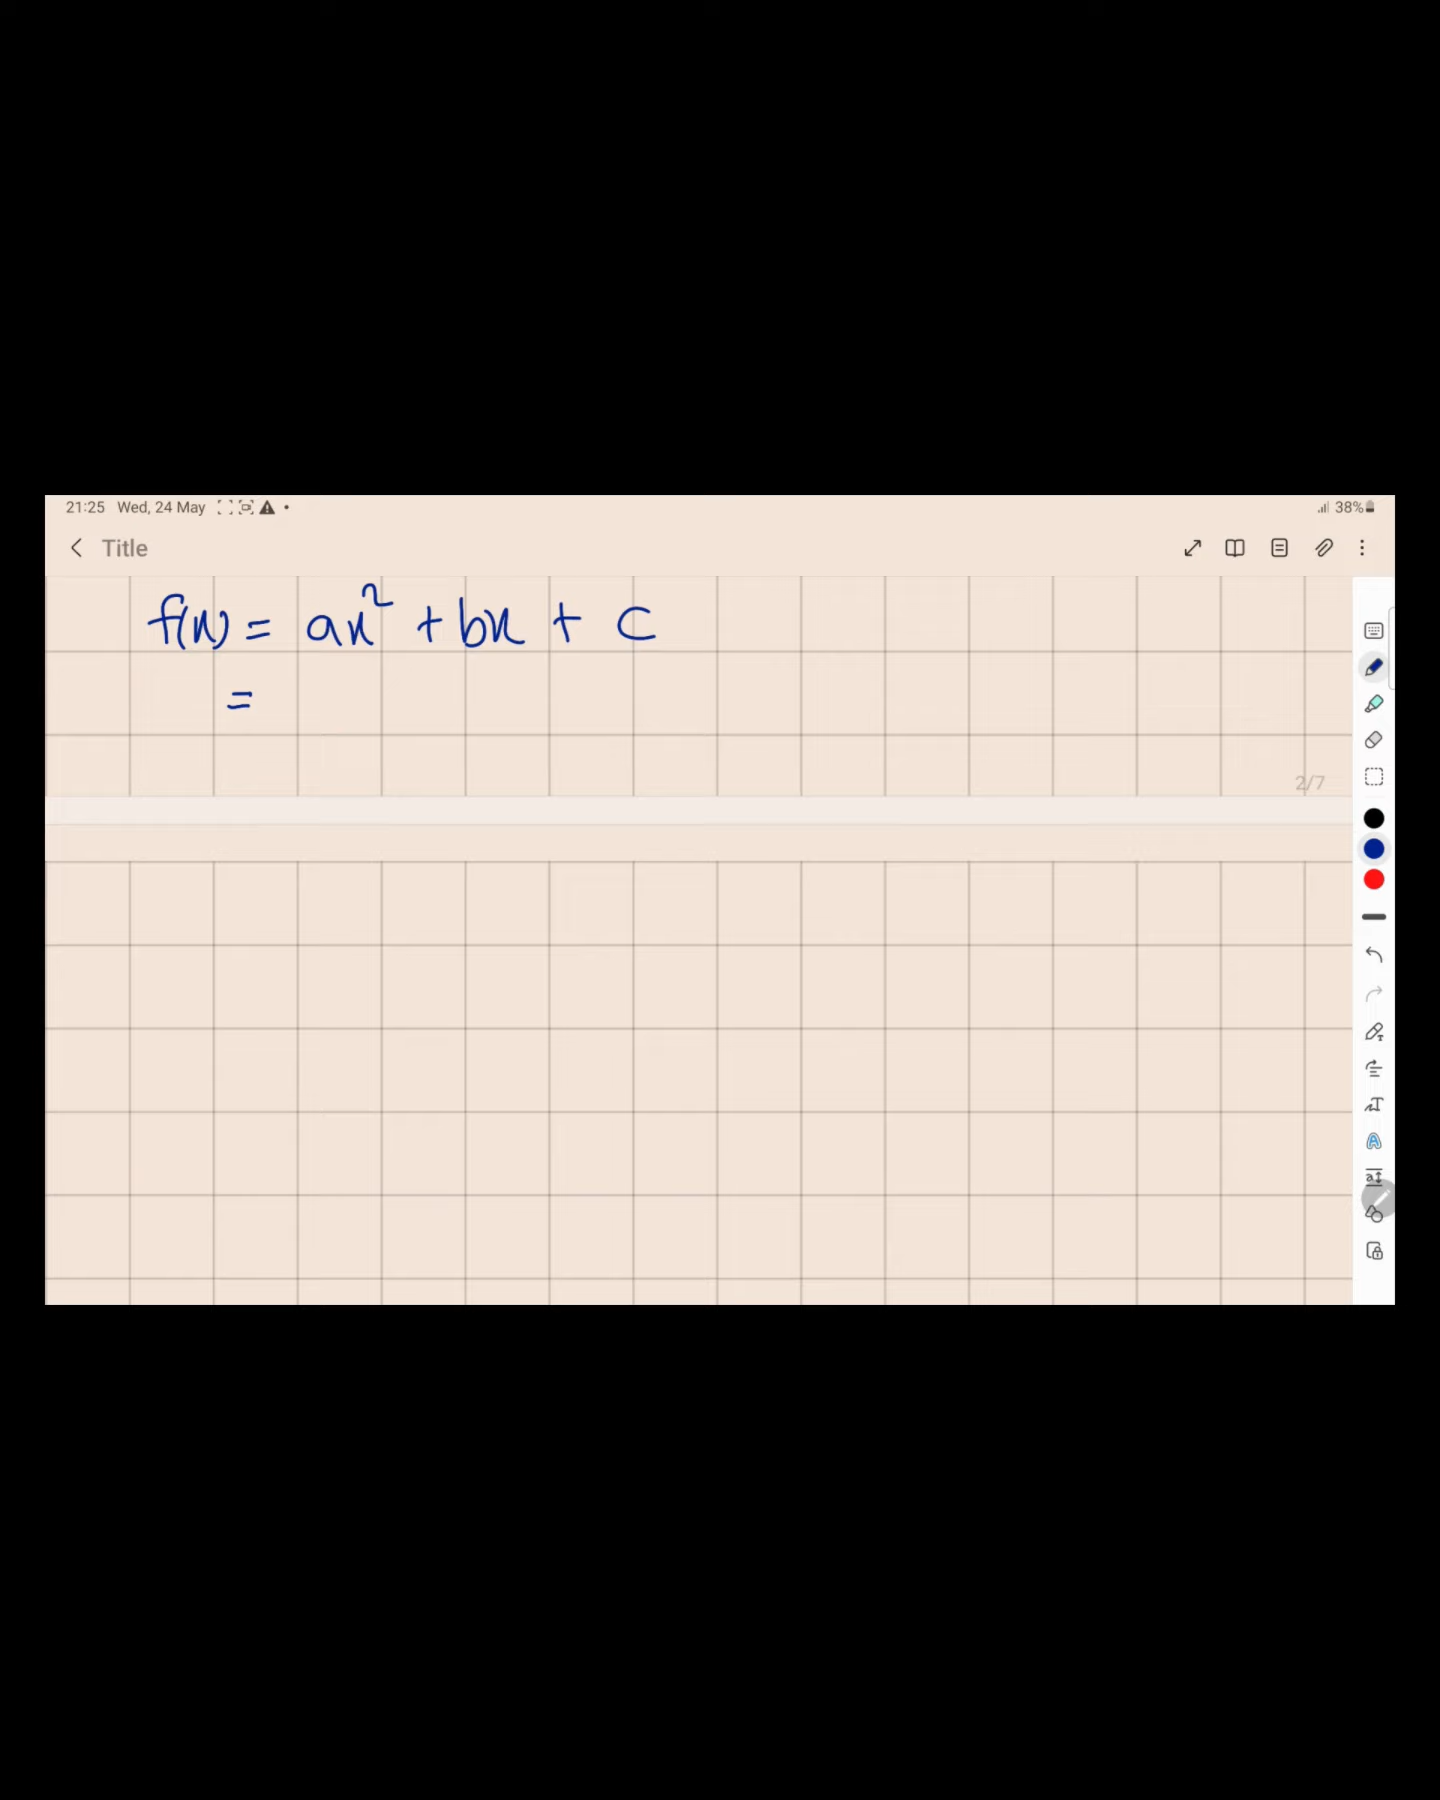 21:25 Wed, 24 May
38%
Title
f(x) = ax² + bx + c
=
2/7